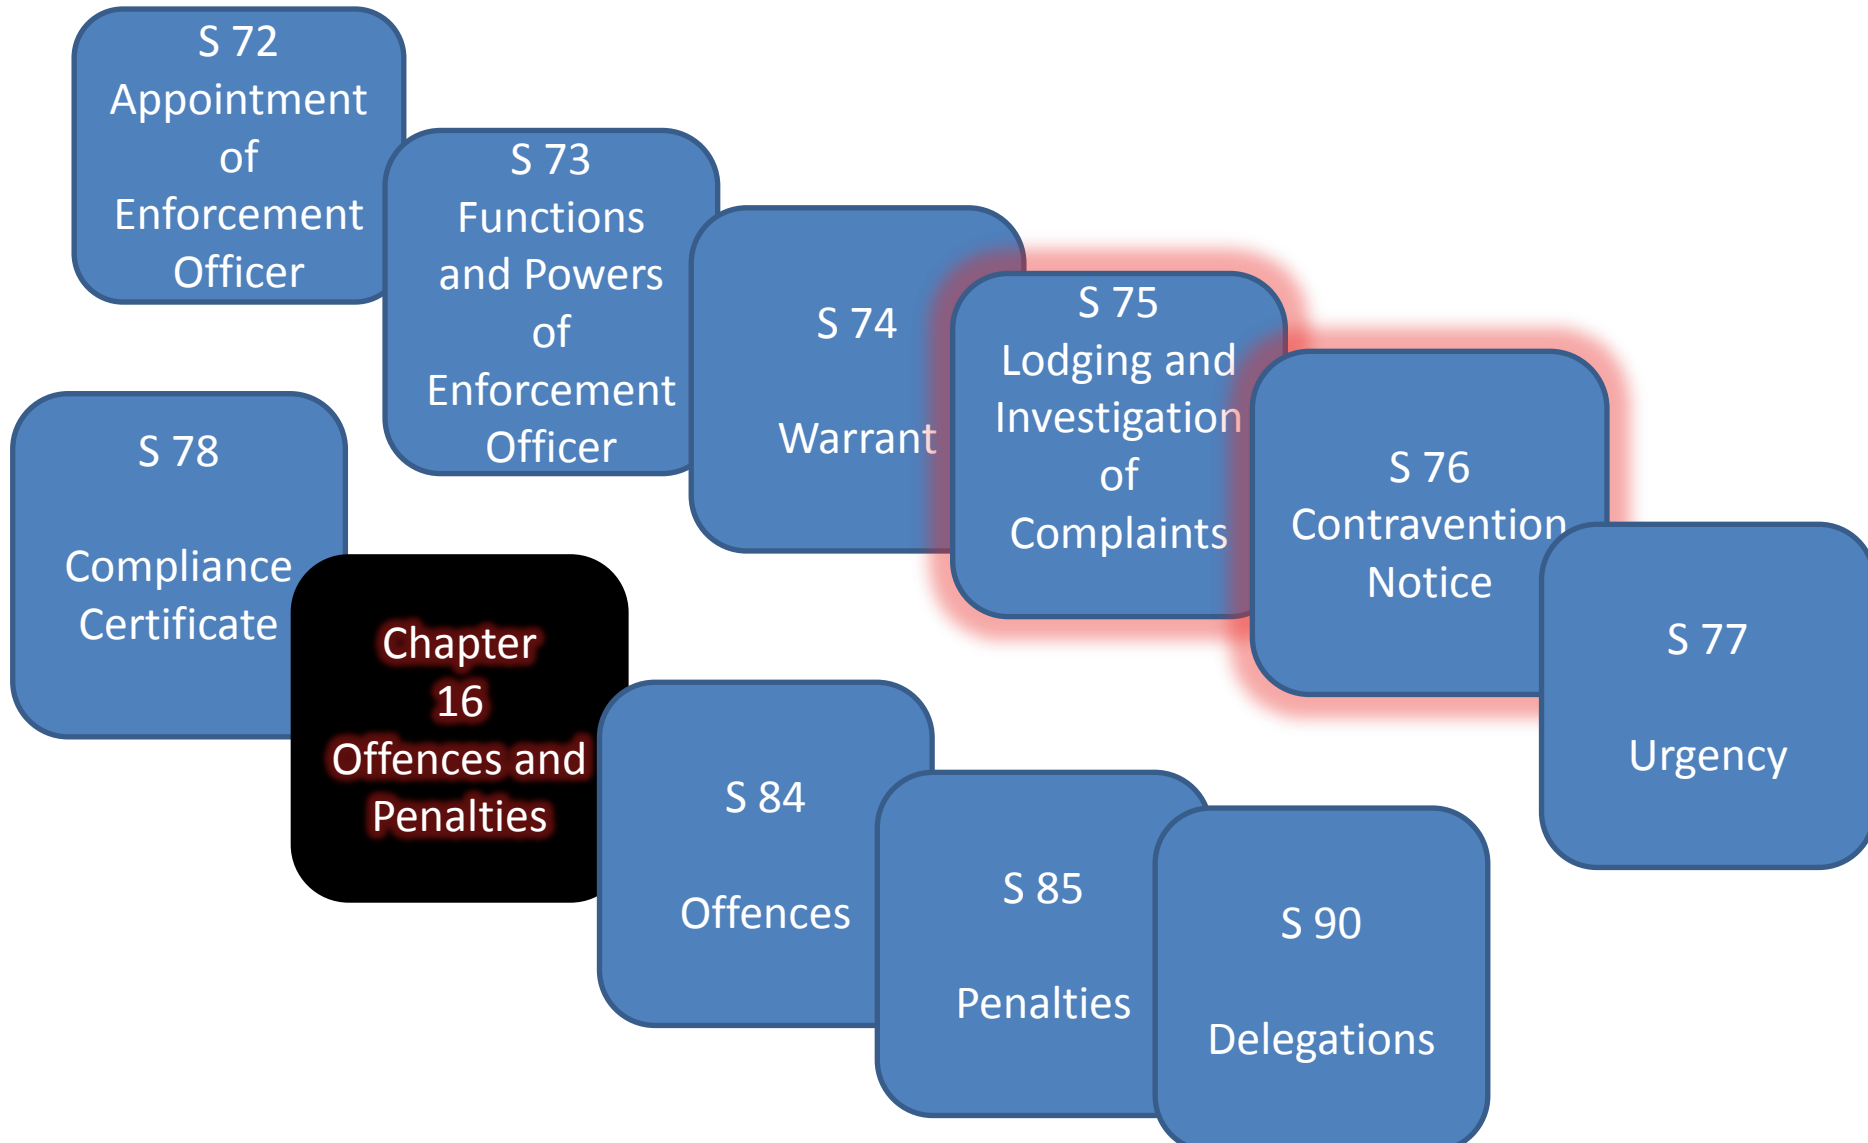 S 72
Appointment
of
Enforcement
Officer
S 73
Functions
and Powers
of
Enforcement
Officer
S 74
Warrant
S 75
Lodging and
Investigation
of
Complaints
S 76
Contravention
Notice
S 77
Urgency
S 78
Compliance
Certificate
Chapter
16
Offences and
Penalties
S 84
Offences
S 85
Penalties
S 90
Delegations